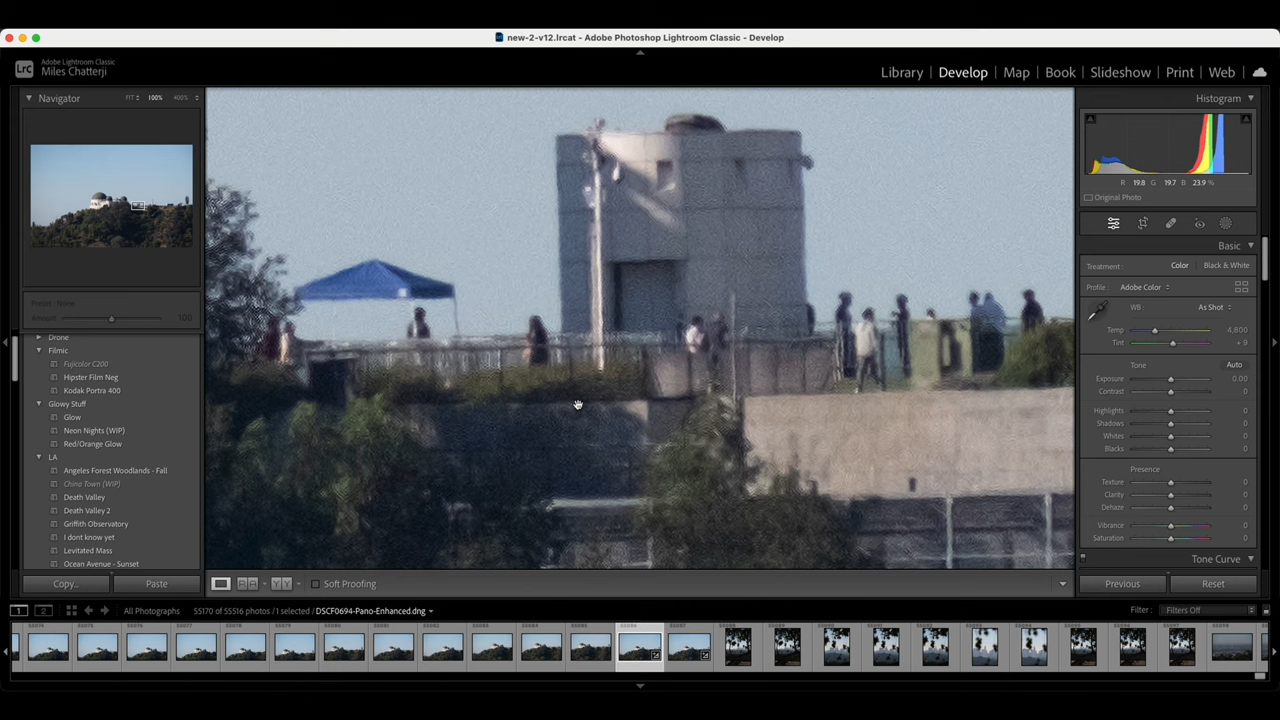 new-2-v12.lrcat - Adobe Photoshop Lightroom Classic - Develop
Lrc
Adobe Lightroom Classic
Miles Chatterji
Library | Develop | Map | Book | Slideshow | Print | Web
Navigator
FIT
100%
400%
Preset: None
Amount
100
Drone
Filmic
Fujicolor C200
Hipster Film Neg
Kodak Portra 400
Glowy Stuff
Glow
Neon Nights (WIP)
Red/Orange Glow
LA
Angeles Forest Woodlands - Fall
China Town (WIP)
Death Valley
Death Valley 2
Griffith Observatory
I dont know yet
Levitated Mass
Ocean Avenue - Sunset
Copy...
Paste
Histogram
R 19.8 G 19.7 B 23.9 %
Original Photo
Basic
Treatment: Color Black & White
Profile: Adobe Color
WB: As Shot
Temp 4,800
Tint + 9
Tone Auto
Exposure 0.00
Contrast 0
Highlights 0
Shadows 0
Whites 0
Blacks 0
Presence
Texture 0
Clarity 0
Dehaze 0
Vibrance 0
Saturation 0
Tone Curve
Previous
Reset
RA
YY
Soft Proofing
1
2
All Photographs
55170 of 55516 photos / 1 selected / DSCF0694-Pano-Enhanced.dng
Filter :
Filters Off